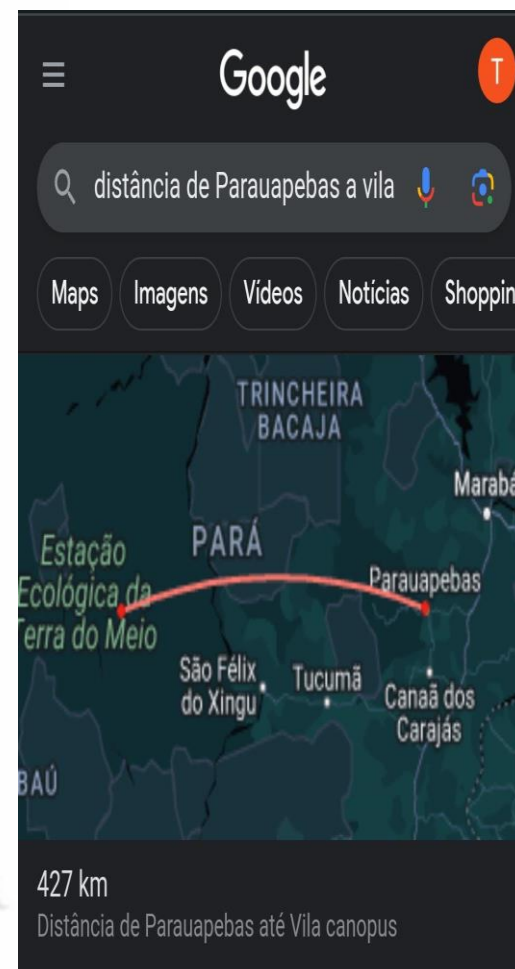 Google
T
distância de Parauapebas a vila
Maps
Imagens
Vídeos
Notícias
Shoppin
TRINCHEIRA
BACAJA
Marabá
PARÁ
Estação
Ecológica da
Terra do Meio
Parauapebas
São Félix
do Xingu
Tucumã
Canaã dos
Carajás
BAÚ
427 km
Distância de Parauapebas até Vila canopus